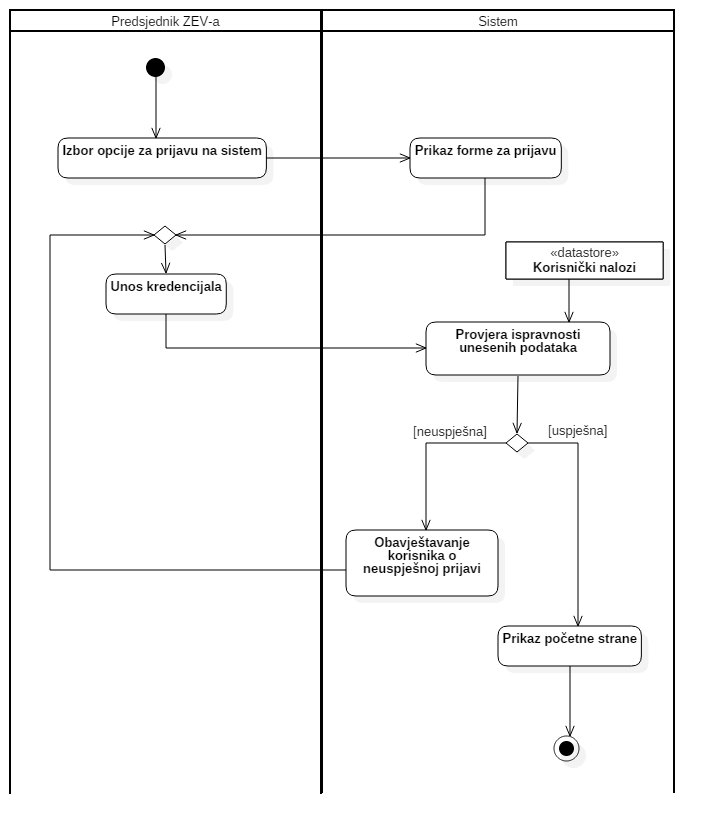 Predsjednik ZEV-a
Sistem
Izbor opcije za prijavu na sistem
Prikaz forme za prijavu
«datastore»
Korisnički nalozi
Unos kredencijala
Provjera ispravnosti
unesenih podataka
[neuspješna]
[uspješna]
Obavještavanje
korisnika o
neuspješnoj prijavi
Prikaz početne strane